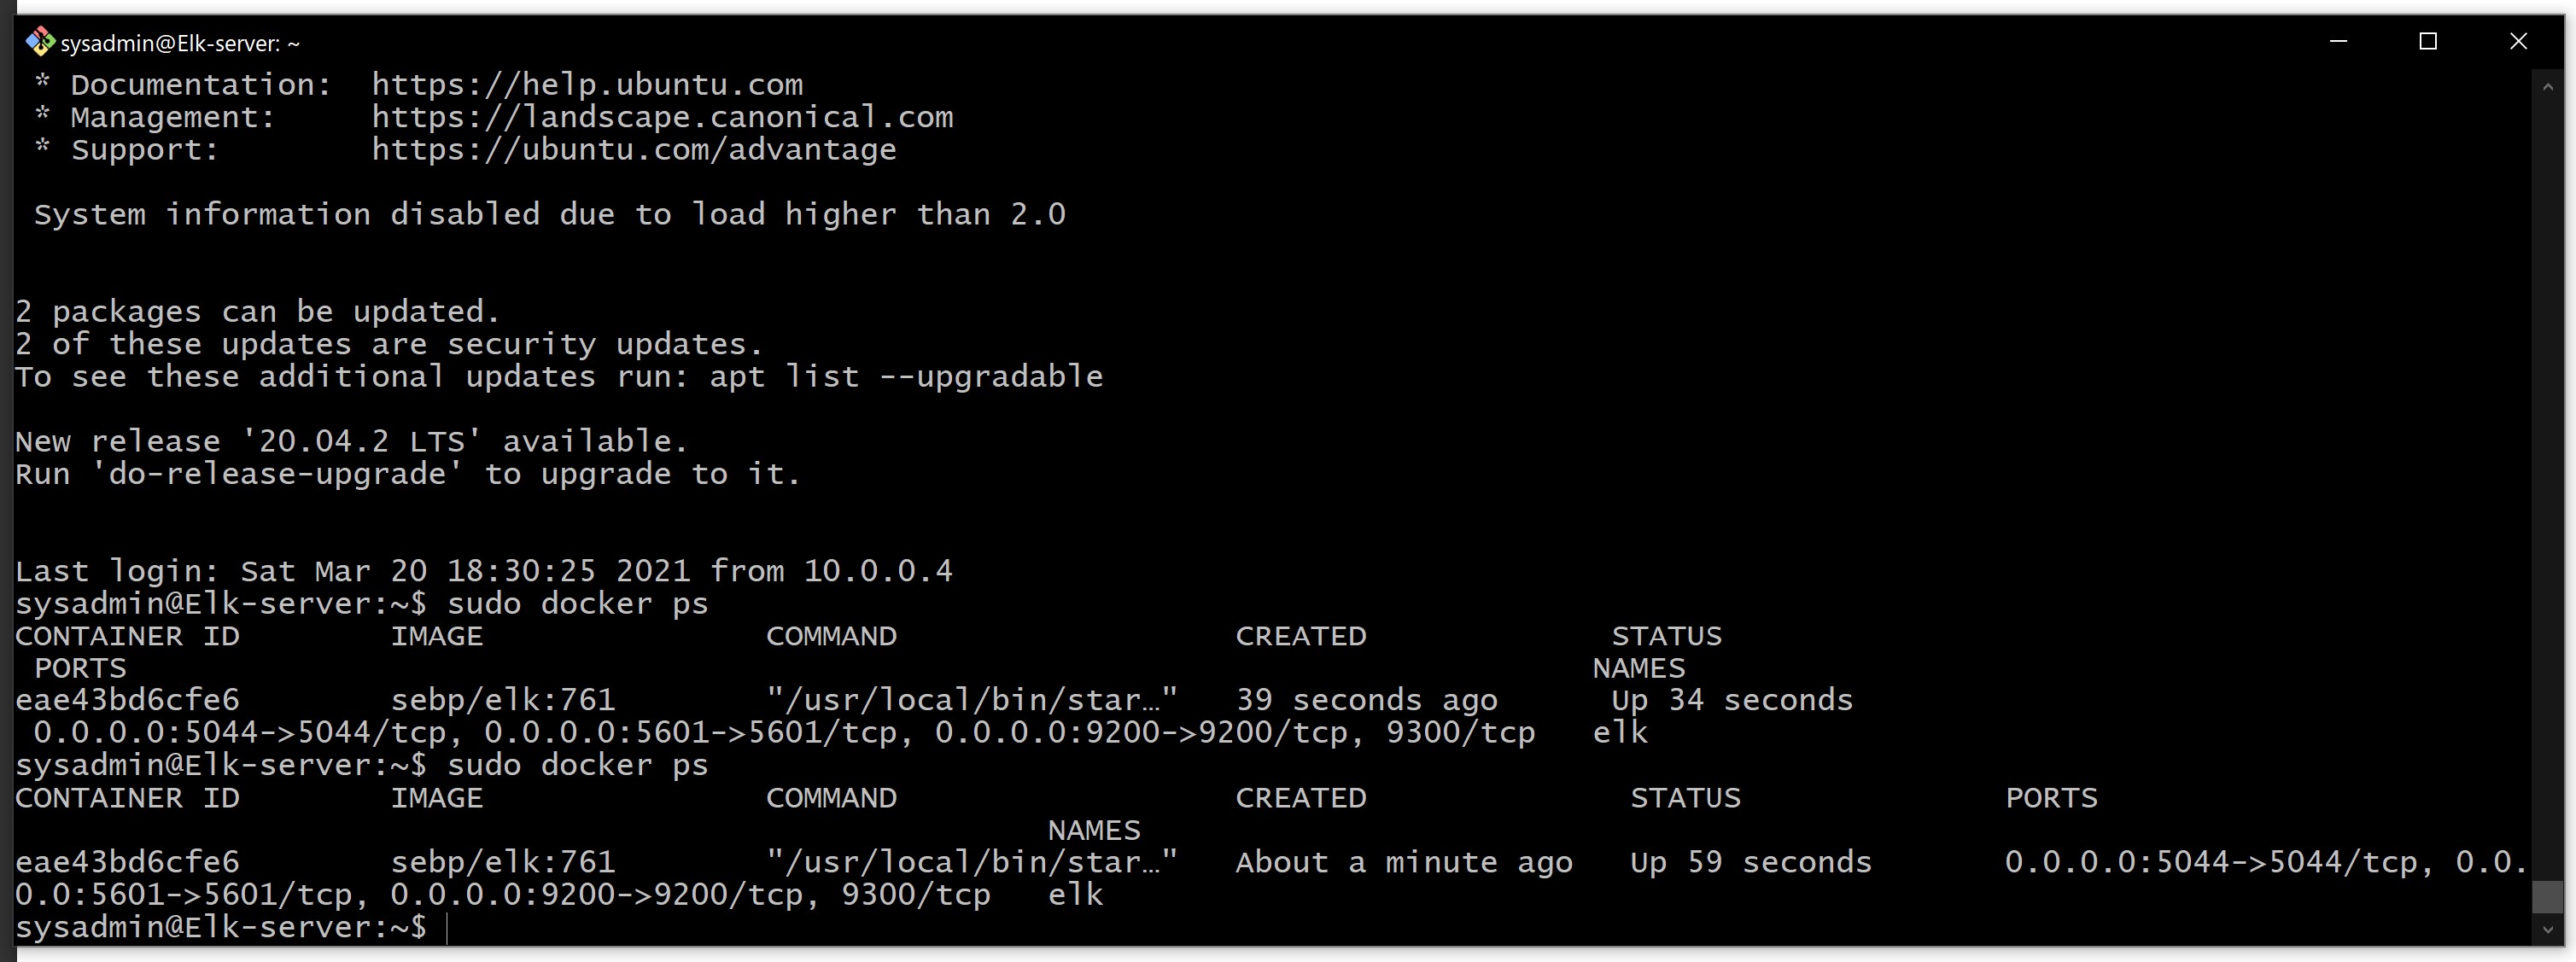 sysadmin@Elk-server: ~
 * Documentation:  https://help.ubuntu.com
 * Management:     https://landscape.canonical.com
 * Support:        https://ubuntu.com/advantage
 System information disabled due to load higher than 2.0
2 packages can be updated.
2 of these updates are security updates.
To see these additional updates run: apt list --upgradable
New release '20.04.2 LTS' available.
Run 'do-release-upgrade' to upgrade to it.
Last login: Sat Mar 20 18:30:25 2021 from 10.0.0.4
sysadmin@Elk-server:~$ sudo docker ps
CONTAINER ID        IMAGE               COMMAND                  CREATED             STATUS
 PORTS                                                                              NAMES
eae43bd6cfe6        sebp/elk:761        "/usr/local/bin/star…"   39 seconds ago      Up 34 seconds
 0.0.0.0:5044->5044/tcp, 0.0.0.0:5601->5601/tcp, 0.0.0.0:9200->9200/tcp, 9300/tcp   elk
sysadmin@Elk-server:~$ sudo docker ps
CONTAINER ID        IMAGE               COMMAND                  CREATED              STATUS              PORTS
                                                       NAMES
eae43bd6cfe6        sebp/elk:761        "/usr/local/bin/star…"   About a minute ago   Up 59 seconds       0.0.0.0:5044->5044/tcp, 0.0.
0.0:5601->5601/tcp, 0.0.0.0:9200->9200/tcp, 9300/tcp   elk
sysadmin@Elk-server:~$